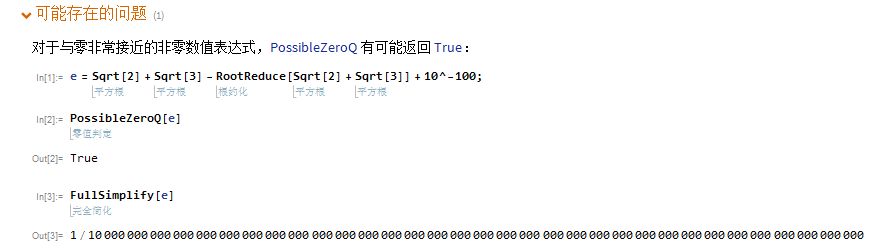 可能存在的问题 (1)
对于与零非常接近的非零数值表达式，PossibleZeroQ 有可能返回 True：
In[1]:= e = Sqrt[2] + Sqrt[3] - RootReduce[Sqrt[2] + Sqrt[3]] + 10^-100;
平方根 平方根 根约化 平方根 平方根
In[2]:= PossibleZeroQ[e]
零值判定
Out[2]= True
In[3]:= FullSimplify[e]
完全简化
Out[3]= 1 / 10 000 000 000 000 000 000 000 000 000 000 000 000 000 000 000 000 000 000 000 000 000 000 000 000 000 000 000 000 000